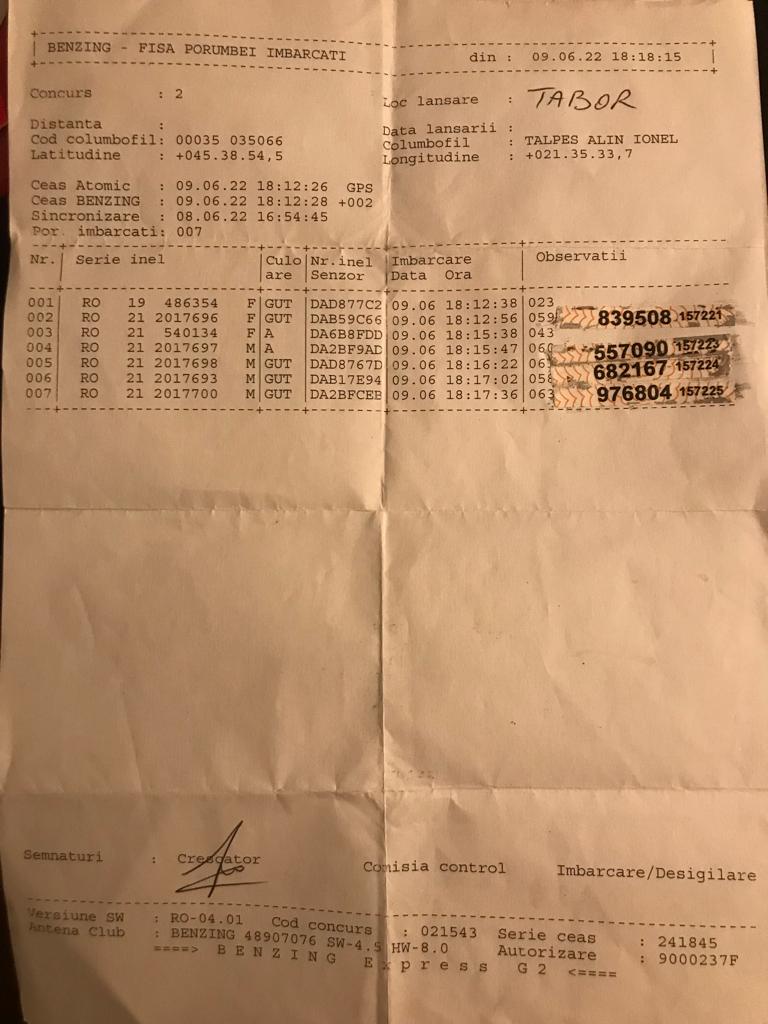 BENZING - FISA PORUMBEI IMBARCATI din : 09.06.22 18:18:15
Concurs : 2 Loc lansare : TABOR
Distanta : Data lansarii :
Cod columbofil: 00035 035066 Columbofil : TALPES ALIN IONEL
Latitudine : +045.38.54,5 Longitudine : +021.35.33,7
Ceas Atomic : 09.06.22 18:12:26 GPS
Ceas BENZING : 09.06.22 18:12:28 +002
Sincronizare : 08.06.22 16:54:45
Por. imbarcati: 007
Nr. Serie inel Culo Nr.inel Imbarcare Observatii
are Senzor Data Ora
001 RO 19 486354 F GUT DAD877C2 09.06 18:12:38 023
002 RO 21 2017696 F GUT DAB59C66 09.06 18:12:56 059 839508 157221
003 RO 21 540134 F A DA6B8FDD 09.06 18:15:38 043
004 RO 21 2017697 M A DA2BF9AD 09.06 18:15:47 557090 157223
005 RO 21 2017698 M GUT DAD8767D 09.06 18:16:22 682167 157224
006 RO 21 2017693 M GUT DAB17E94 09.06 18:17:02
007 RO 21 2017700 M GUT DA2BFCEB 09.06 18:17:36 063 976804 157225
Semnaturi : Crescator Comisia control Imbarcare/Desigilare
Versiune SW : RO-04.01 Cod concurs : 021543 Serie ceas : 241845
Antena Club : BENZING 48907076 SW-4.5 HW-8.0 Autorizare : 9000237F
====> B E N Z I N G E x p r e s s G 2 <====